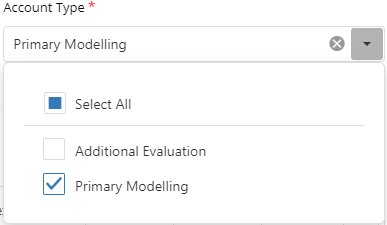 Account Type *
Primary Modelling
Select All
Additional Evaluation
Primary Modelling